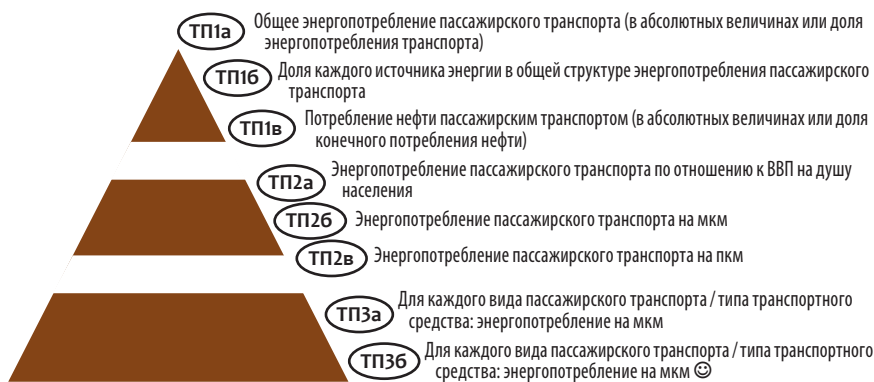 ТП1а Общее энергопотребление пассажирского транспорта (в абсолютных величинах или доля
энергопотребления транспорта)
ТП1б Доля каждого источника энергии в общей структуре энергопотребления пассажирского
транспорта
ТП1в Потребление нефти пассажирским транспортом (в абсолютных величинах или доля
конечного потребления нефти)
ТП2а Энергопотребление пассажирского транспорта по отношению к ВВП на душу
населения
ТП2б Энергопотребление пассажирского транспорта на мкм
ТП2в Энергопотребление пассажирского транспорта на пкм
ТП3а Для каждого вида пассажирского транспорта / типа транспортного
средства: энергопотребление на мкм
ТП3б Для каждого вида пассажирского транспорта / типа транспортного
средства: энергопотребление на мкм ☺